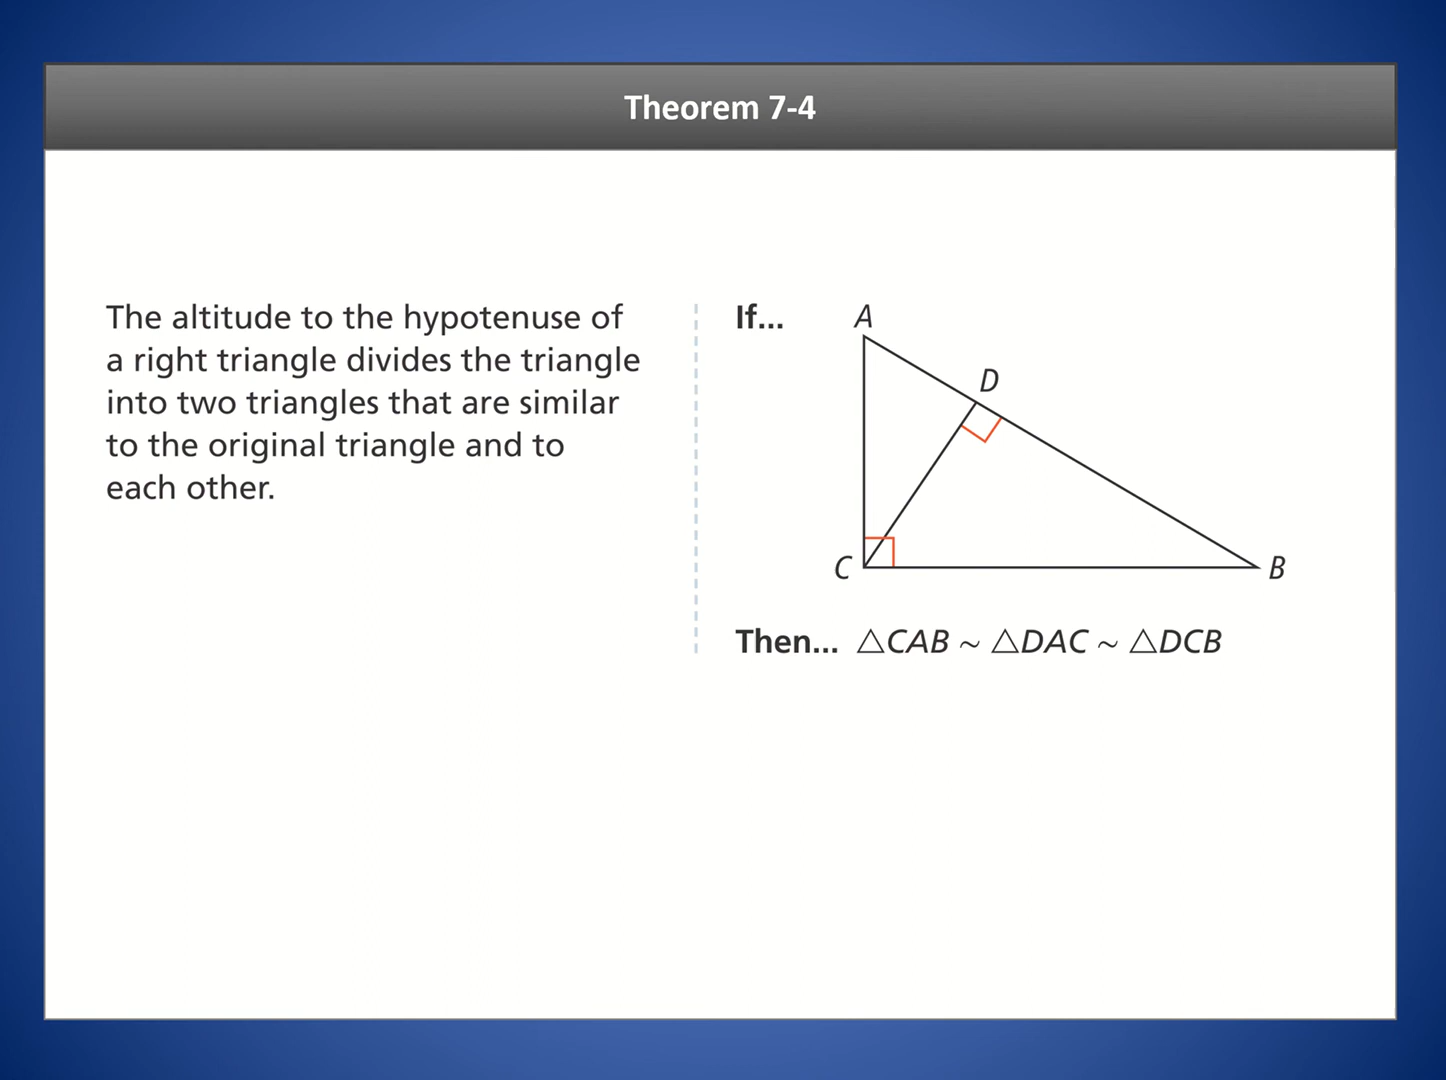 Theorem 7-4
The altitude to the hypotenuse of
a right triangle divides the triangle
into two triangles that are similar
to the original triangle and to
each other.
If...
A
D
C
B
Then... △CAB ~ △DAC ~ △DCB